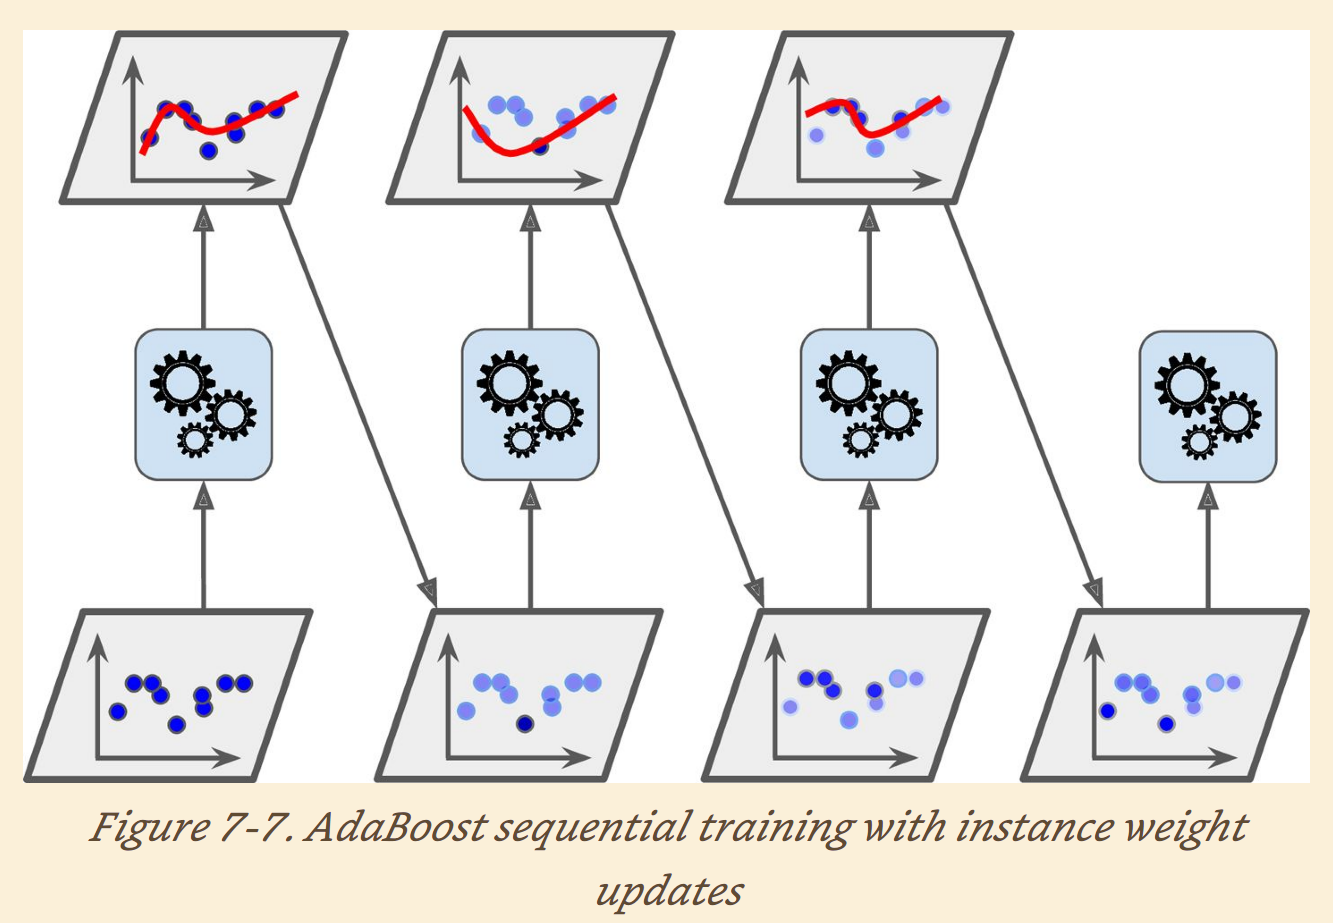 Figure 7-7. AdaBoost sequential training with instance weight
updates